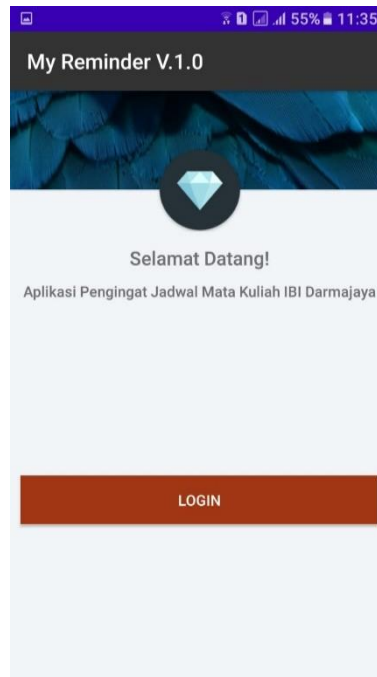 55% 11:35
My Reminder V.1.0
Selamat Datang!
Aplikasi Pengingat Jadwal Mata Kuliah IBI Darmajaya
LOGIN